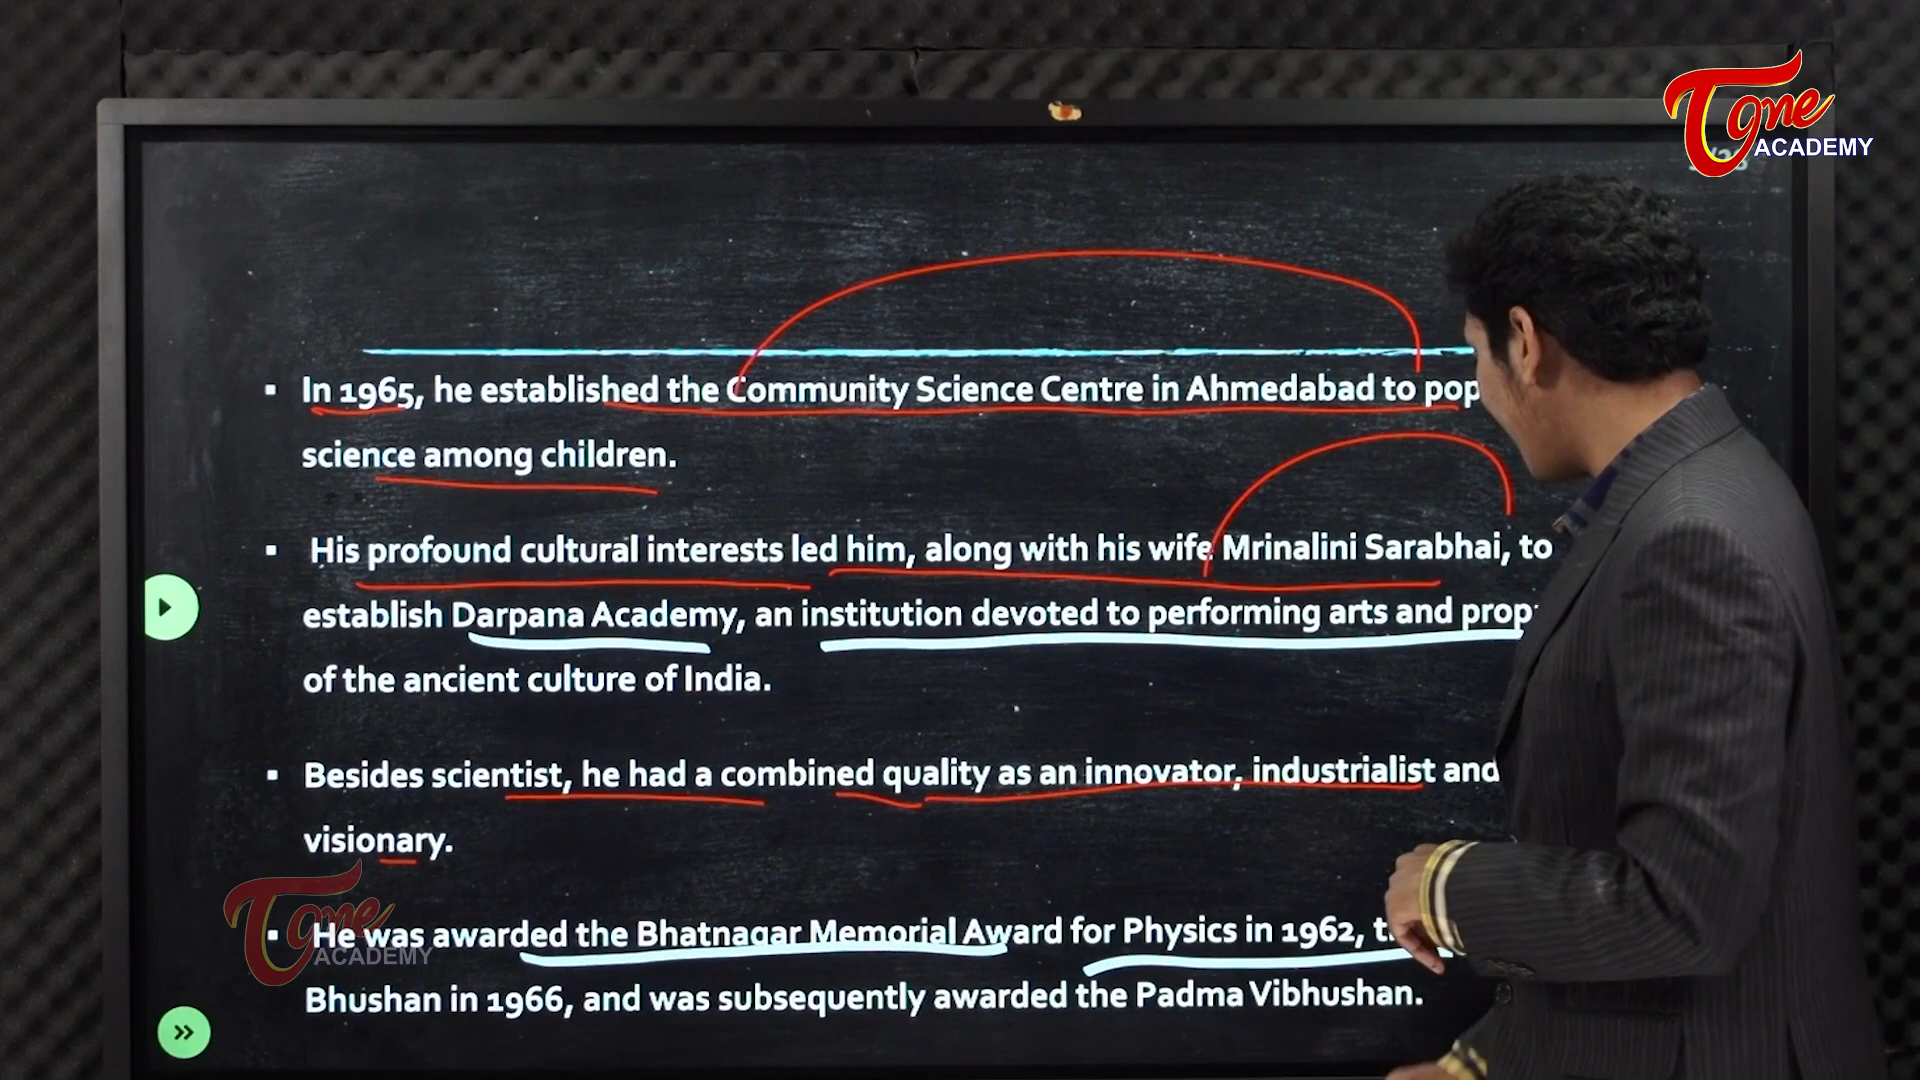 Tone
ACADEMY
In 1965, he established the Community Science Centre in Ahmedabad to
science among children.
His profound cultural interests led him, along with his wife Mrinalini Sarabhai, to
establish Darpana Academy, an institution devoted to performing arts and
of the ancient culture of India.
Besides scientist, he had a combined quality as an innovator, industrialist and
visionary.
He was awarded the Bhatnagar Memorial Award for Physics in 1962,
Bhushan in 1966, and was subsequently awarded the Padma Vibhushan.
Tone
ACADEMY